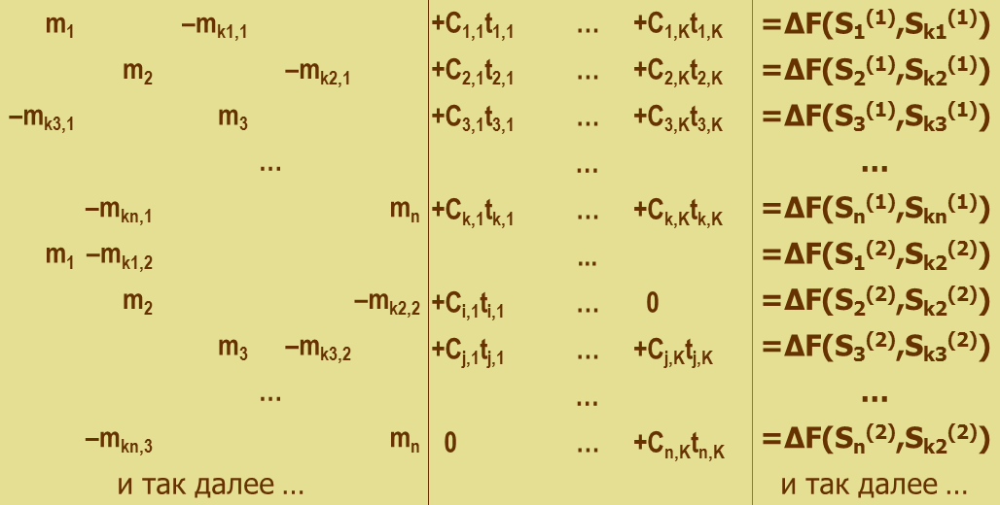 m₁ –mₖ₁,₁ +C₁,₁t₁,₁ ... +C₁,Kt₁,K =ΔF(S₁⁽¹⁾,Sₖ₁⁽¹⁾)
m₂ –mₖ₂,₁ +C₂,₁t₂,₁ ... +C₂,Kt₂,K =ΔF(S₂⁽¹⁾,Sₖ₂⁽¹⁾)
–mₖ₃,₁ m₃ +C₃,₁t₃,₁ ... +C₃,Kt₃,K =ΔF(S₃⁽¹⁾,Sₖ₃⁽¹⁾)
... ... ...
–mₖₙ,₁ mₙ +Cₖ,₁tₖ,₁ ... +Cₖ,Ktₖ,K =ΔF(Sₙ⁽¹⁾,Sₖₙ⁽¹⁾)
m₁ –mₖ₁,₂ ... =ΔF(S₁⁽²⁾,Sₖ₂⁽²⁾)
m₂ –mₖ₂,₂ +Cᵢ,₁tᵢ,₁ ... 0 =ΔF(S₂⁽²⁾,Sₖ₂⁽²⁾)
m₃ –mₖ₃,₂ +Cⱼ,₁tⱼ,₁ ... +Cⱼ,Ktⱼ,K =ΔF(S₃⁽²⁾,Sₖ₃⁽²⁾)
... ... ...
–mₖₙ,₃ mₙ 0 ... +Cₙ,Ktₙ,K =ΔF(Sₙ⁽²⁾,Sₖ₂⁽²⁾)
и так далее ... и так далее ...